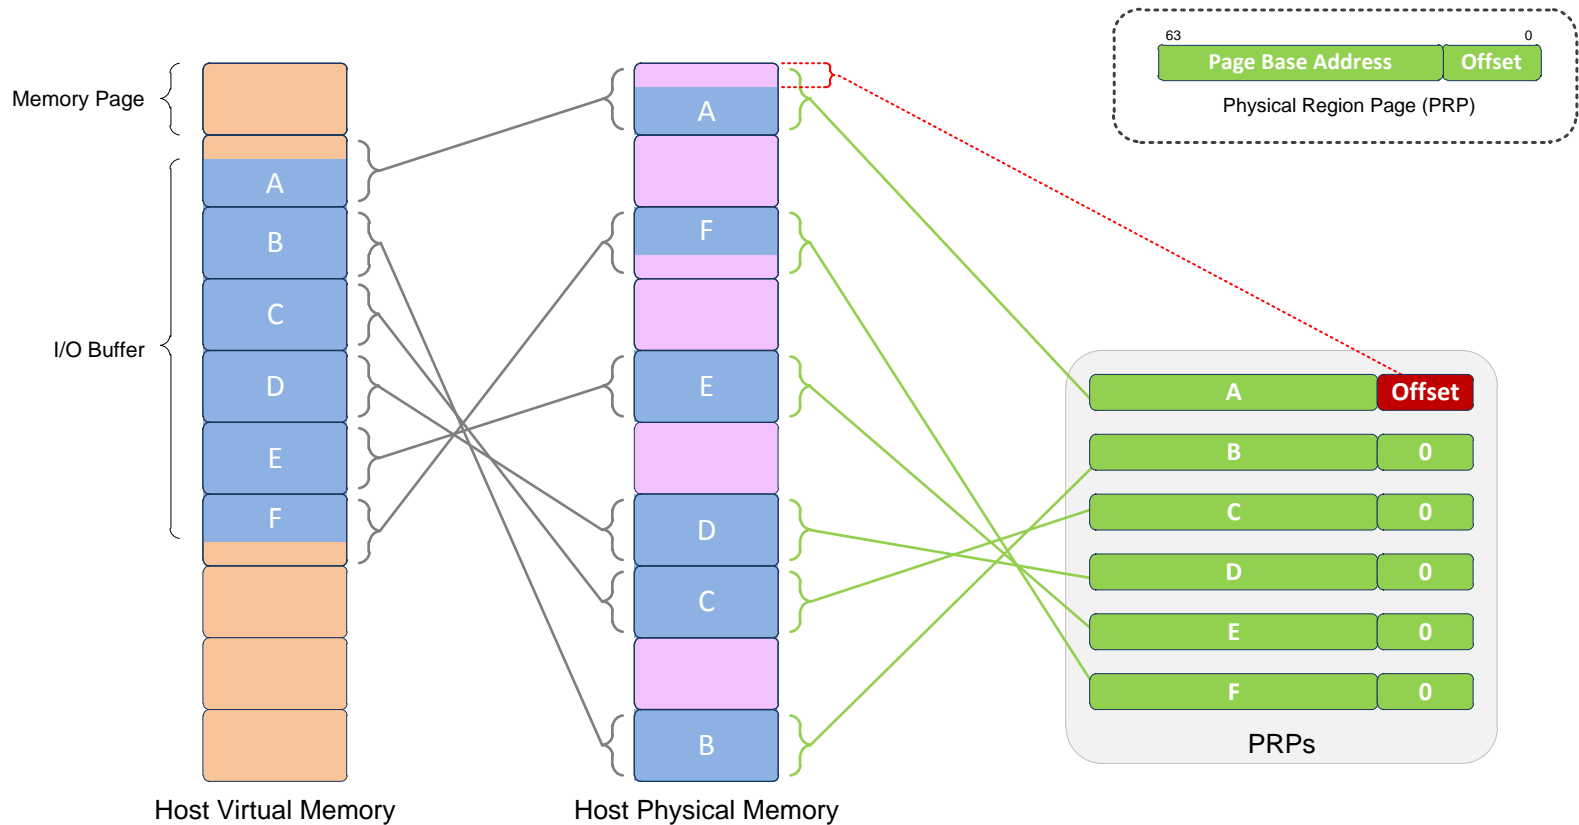 63 0
Page Base Address Offset
Physical Region Page (PRP)
Memory Page
I/O Buffer
A
B
C
D
E
F
Host Virtual Memory
A
F
E
D
C
B
Host Physical Memory
A Offset
B 0
C 0
D 0
E 0
F 0
PRPs